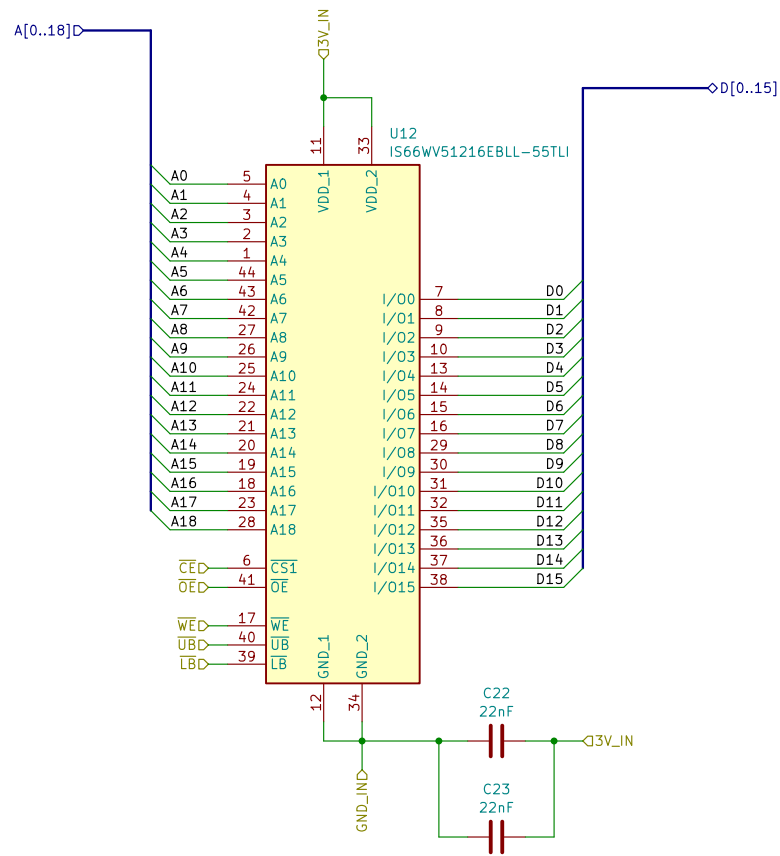 3V_IN
A[0..18]
D[0..15]
U12
IS66WV51216EBLL-55TLI
11
33
VDD_1
VDD_2
A0 5 A0
A1 4 A1
A2 3 A2
A3 2 A3
A4 1 A4
A5 44 A5
A6 43 A6 I/O0 7 D0
A7 42 A7 I/O1 8 D1
A8 27 A8 I/O2 9 D2
A9 26 A9 I/O3 10 D3
A10 25 A10 I/O4 13 D4
A11 24 A11 I/O5 14 D5
A12 22 A12 I/O6 15 D6
A13 21 A13 I/O7 16 D7
A14 20 A14 I/O8 29 D8
A15 19 A15 I/O9 30 D9
A16 18 A16 I/O10 31 D10
A17 23 A17 I/O11 32 D11
A18 28 A18 I/O12 35 D12
I/O13 36 D13
CE 6 CS1 I/O14 37 D14
OE 41 OE I/O15 38 D15
WE 17 WE
UB 40 UB
LB 39 LB
GND_1
GND_2
12
34
C22
22nF
3V_IN
GND_IN
C23
22nF